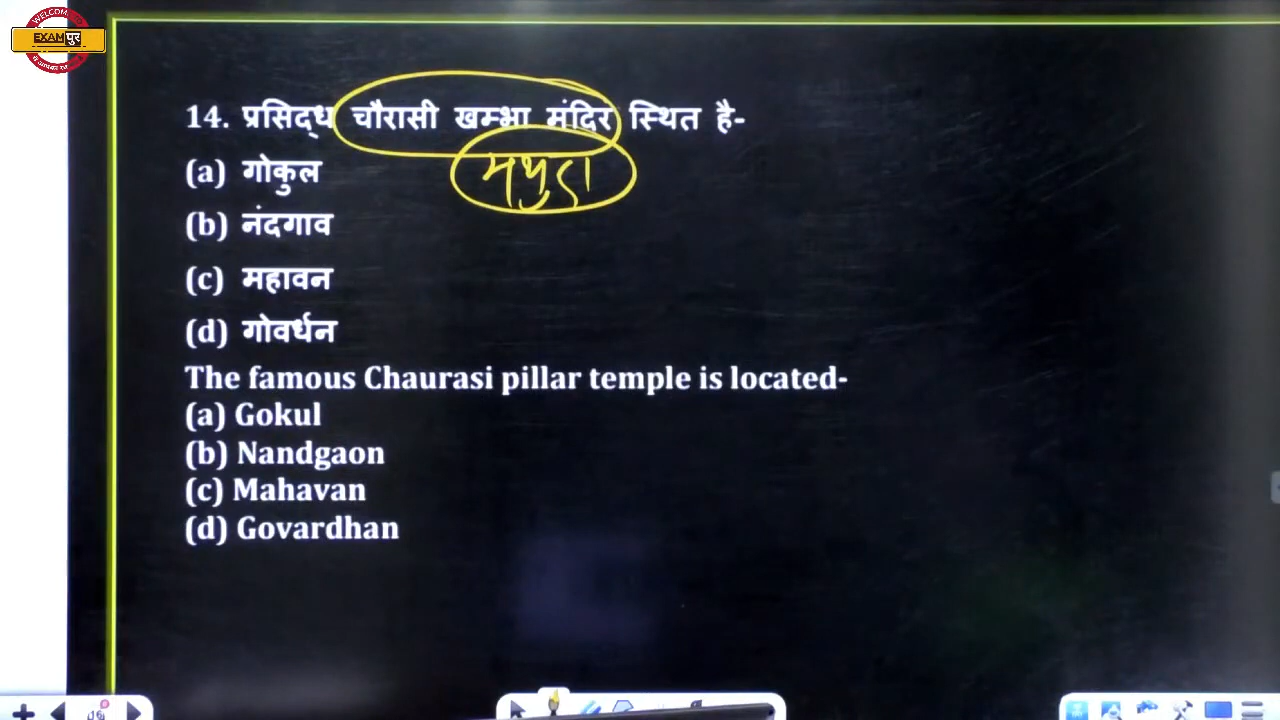 WELCOM
EXAMपुर
14. प्रसिद्ध चौरासी खम्भा मंदिर स्थित है-
मथुरा
(a) गोकुल
(b) नंदगाव
(c) महावन
(d) गोवर्धन
The famous Chaurasi pillar temple is located-
(a) Gokul
(b) Nandgaon
(c) Mahavan
(d) Govardhan